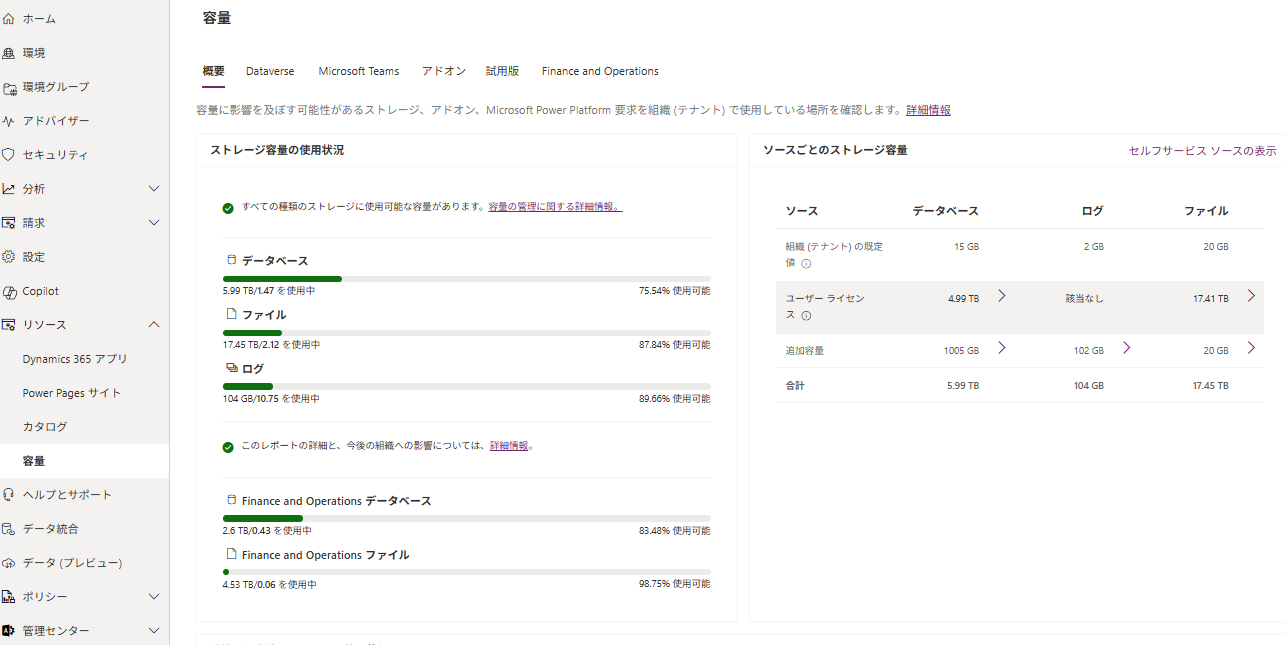 ホーム
環境
環境グループ
アドバイザー
セキュリティ
分析
請求
設定
Copilot
リソース
Dynamics 365 アプリ
Power Pages サイト
カタログ
容量
ヘルプとサポート
データ統合
データ (プレビュー)
ポリシー
管理センター
容量
概要 Dataverse Microsoft Teams アドオン 試用版 Finance and Operations
容量に影響を及ぼす可能性があるストレージ、アドオン、Microsoft Power Platform 要求を組織 (テナント) で使用している場所を確認します。詳細情報
ストレージ容量の使用状況
すべての種類のストレージに使用可能な容量があります。容量の管理に関する詳細情報。
データベース
5.99 TB/1.47 を使用中 75.54% 使用可能
ファイル
17.45 TB/2.12 を使用中 87.84% 使用可能
ログ
104 GB/10.75 を使用中 89.66% 使用可能
このレポートの詳細と、今後の組織への影響については、詳細情報。
Finance and Operations データベース
2.6 TB/0.43 を使用中 83.48% 使用可能
Finance and Operations ファイル
4.53 TB/0.06 を使用中 98.75% 使用可能
ソースごとのストレージ容量 セルフサービス ソースの表示
ソース データベース ログ ファイル
組織 (テナント) の既定 15 GB 2 GB 20 GB
値
ユーザー ライセン 4.99 TB 該当なし 17.41 TB
ス
追加容量 1005 GB 102 GB 20 GB
合計 5.99 TB 104 GB 17.45 TB